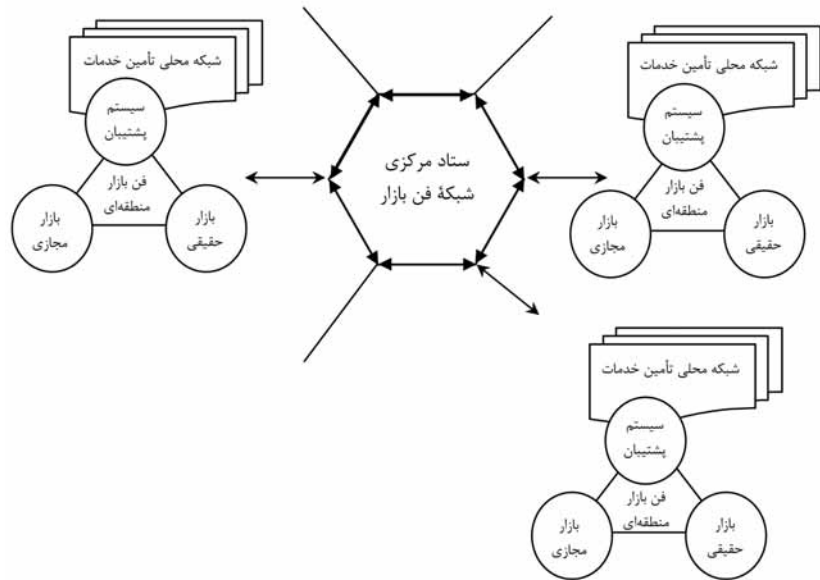 شبکه محلی تأمین خدمات
سیستم
پشتیبان
فن بازار
منطقه‌ای
بازار
حقیقی
بازار
مجازی
ستاد مرکزی
شبکهٔ فن بازار
شبکه محلی تأمین خدمات
سیستم
پشتیبان
فن بازار
منطقه‌ای
بازار
حقیقی
بازار
مجازی
شبکه محلی تأمین خدمات
سیستم
پشتیبان
فن بازار
منطقه‌ای
بازار
حقیقی
بازار
مجازی